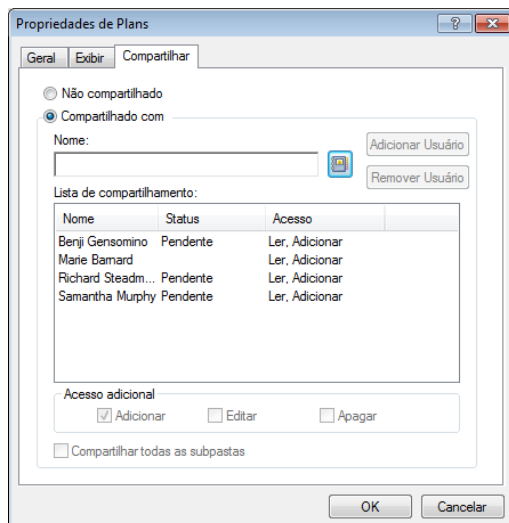 Propriedades de Plans
Geral Exibir Compartilhar
Não compartilhado
Compartilhado com
Nome:
Adicionar Usuário
Remover Usuário
Lista de compartilhamento:
Nome Status Acesso
Benji Gensomino Pendente Ler, Adicionar
Marie Barnard Ler, Adicionar
Richard Steadm... Pendente Ler, Adicionar
Samantha Murphy Pendente Ler, Adicionar
Acesso adicional
Adicionar Editar Apagar
Compartilhar todas as subpastas
OK Cancelar